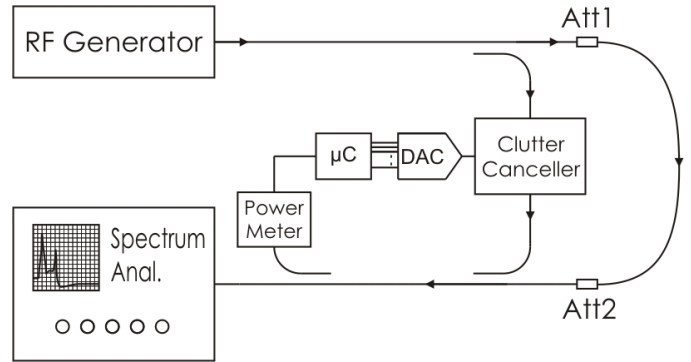 RF Generator
Att1
Clutter
Canceller
µC
DAC
Power
Meter
Spectrum
Anal.
Att2